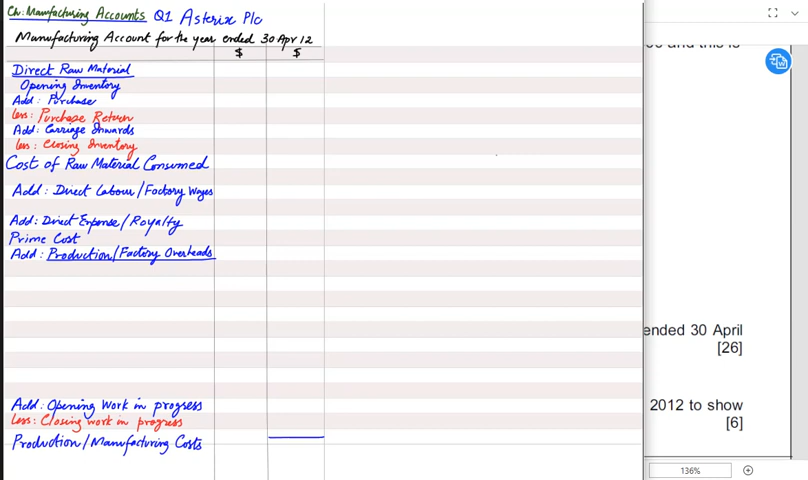 Ch: Manufacturing Accounts Q1 Asterix Plc
Manufacturing Account for the year ended 30 Apr 12
$ $
Direct Raw Material
Opening Inventory
Add: Purchase
Less: Purchase Return
Add: Carriage Inwards
Less: Closing Inventory
Cost of Raw Material Consumed
Add: Direct Labour/Factory Wages
Add: Direct Expense/Royalty
Prime Cost
Add: Production/Factory Overheads
Add: Opening Work in progress
Less: Closing work in progress
Production/Manufacturing Costs
and this is
ended 30 April
[26]
2012 to show
[6]
136%